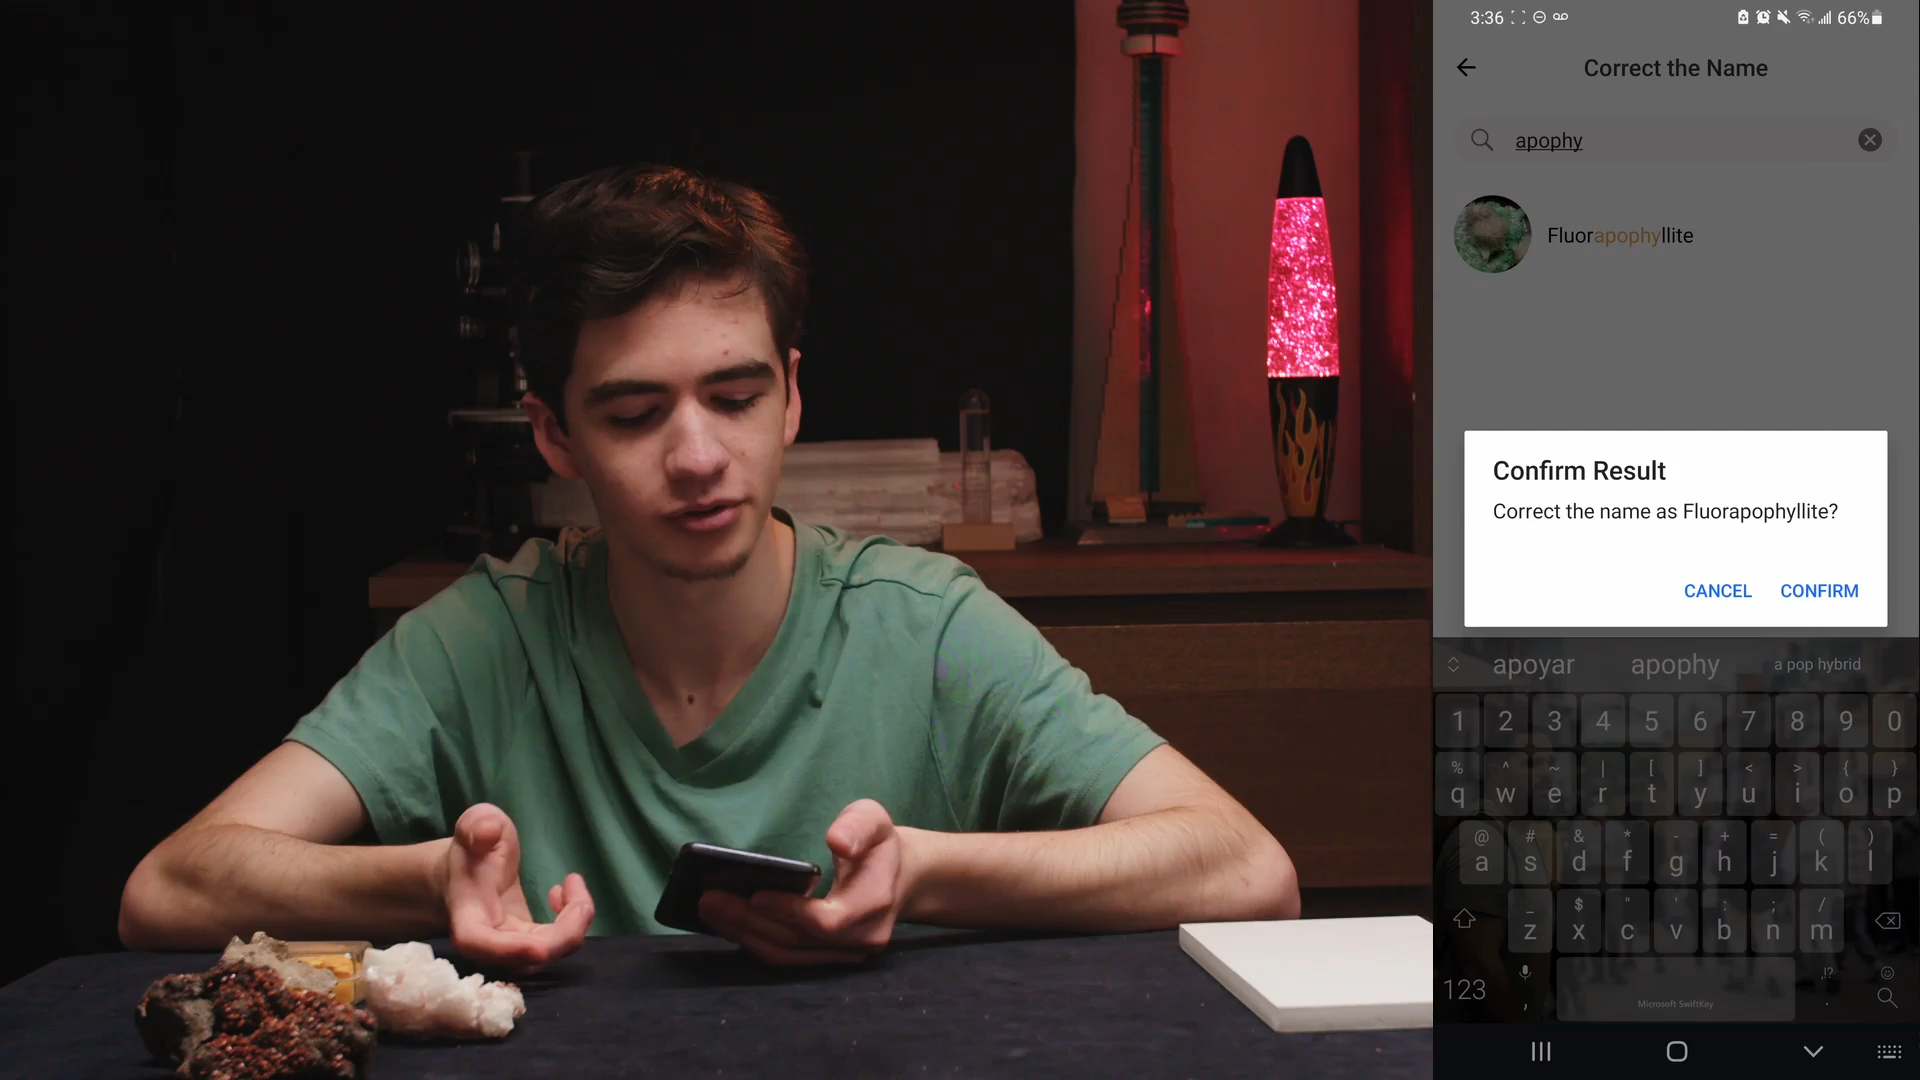 3:36 66%
Correct the Name
apophy
Fluorapophyllite
Confirm Result
Correct the name as Fluorapophyllite?
CANCEL CONFIRM
apoyar apophy a pop hybrid
1 2 3 4 5 6 7 8 9 0
% ^ ~ | [ ] < > { }
q w e r t y u i o p
@ # & * - + = ( )
a s d f g h j k l
_ $ " ' : ; /
z x c v b n m
123 , Microsoft SwiftKey ,!? .